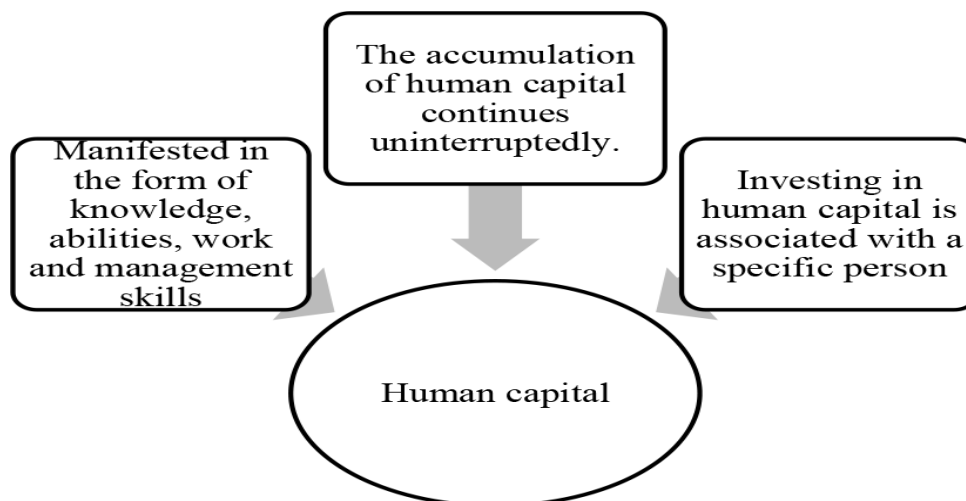 The accumulation
of human capital
continues
uninterruptedly.
Manifested in
the form of
knowledge,
abilities, work
and management
skills
Investing in
human capital is
associated with a
specific person
Human capital